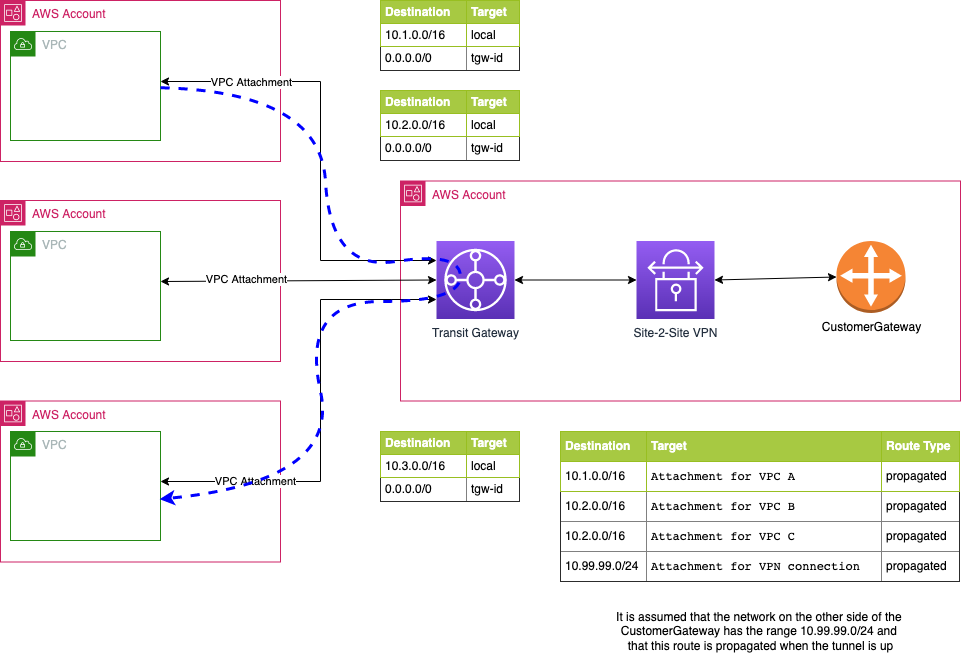 AWS Account
VPC
VPC Attachment
Destination Target
10.1.0.0/16 local
0.0.0.0/0 tgw-id
Destination Target
10.2.0.0/16 local
0.0.0.0/0 tgw-id
AWS Account
VPC
VPC Attachment
AWS Account
Transit Gateway
Site-2-Site VPN
CustomerGateway
AWS Account
VPC
VPC Attachment
Destination Target
10.3.0.0/16 local
0.0.0.0/0 tgw-id
Destination Target Route Type
10.1.0.0/16 Attachment for VPC A propagated
10.2.0.0/16 Attachment for VPC B propagated
10.2.0.0/16 Attachment for VPC C propagated
10.99.99.0/24 Attachment for VPN connection propagated
It is assumed that the network on the other side of the
CustomerGateway has the range 10.99.99.0/24 and
that this route is propagated when the tunnel is up